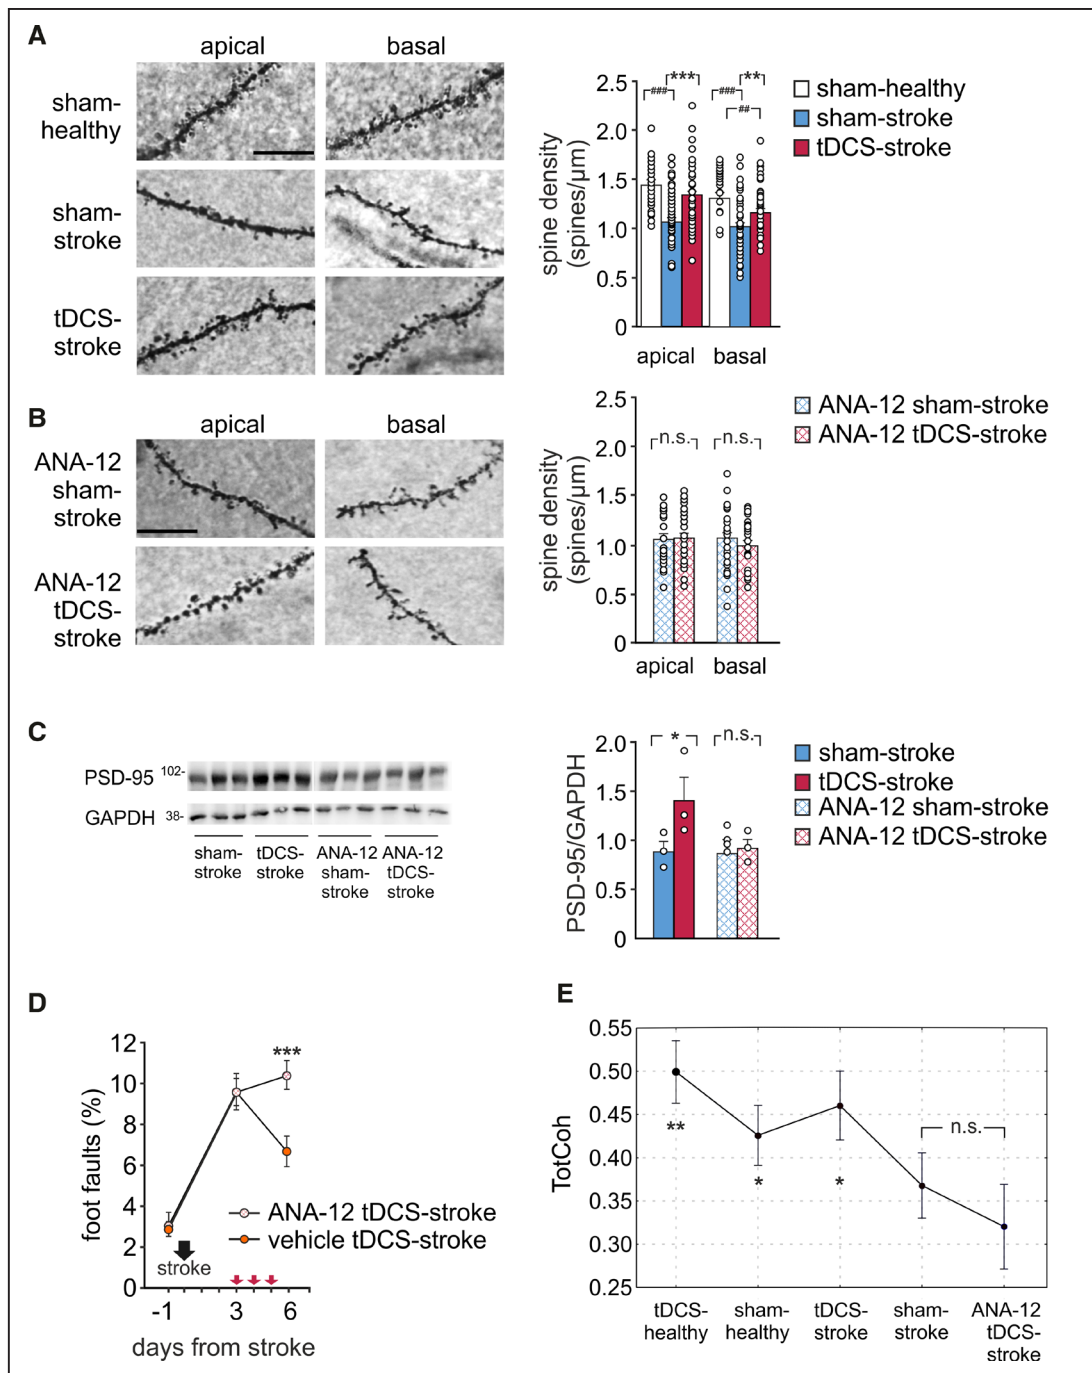 A
apical
basal
sham-
healthy
sham-
stroke
tDCS-
stroke
spine density
(spines/µm)
2.5
2.0
1.5
1.0
0.5
0
###
***
###
**
##
apical
basal
sham-healthy
sham-stroke
tDCS-stroke
B
apical
basal
ANA-12
sham-
stroke
ANA-12
tDCS-
stroke
spine density
(spines/µm)
2.5
2.0
1.5
1.0
0.5
0
n.s.
n.s.
apical
basal
ANA-12 sham-stroke
ANA-12 tDCS-stroke
C
PSD-95
102-
GAPDH
38-
sham-
stroke
tDCS-
stroke
ANA-12
sham-
stroke
ANA-12
tDCS-
stroke
PSD-95/GAPDH
2.0
1.5
1.0
0.5
0
*
n.s.
sham-stroke
tDCS-stroke
ANA-12 sham-stroke
ANA-12 tDCS-stroke
D
foot faults (%)
12
10
8
6
4
2
0
***
ANA-12 tDCS-stroke
vehicle tDCS-stroke
stroke
-1
3
6
days from stroke
E
TotCoh
0.55
0.50
0.45
0.40
0.35
0.30
0.25
**
*
*
n.s.
tDCS-
healthy
sham-
healthy
tDCS-
stroke
sham-
stroke
ANA-12
tDCS-
stroke